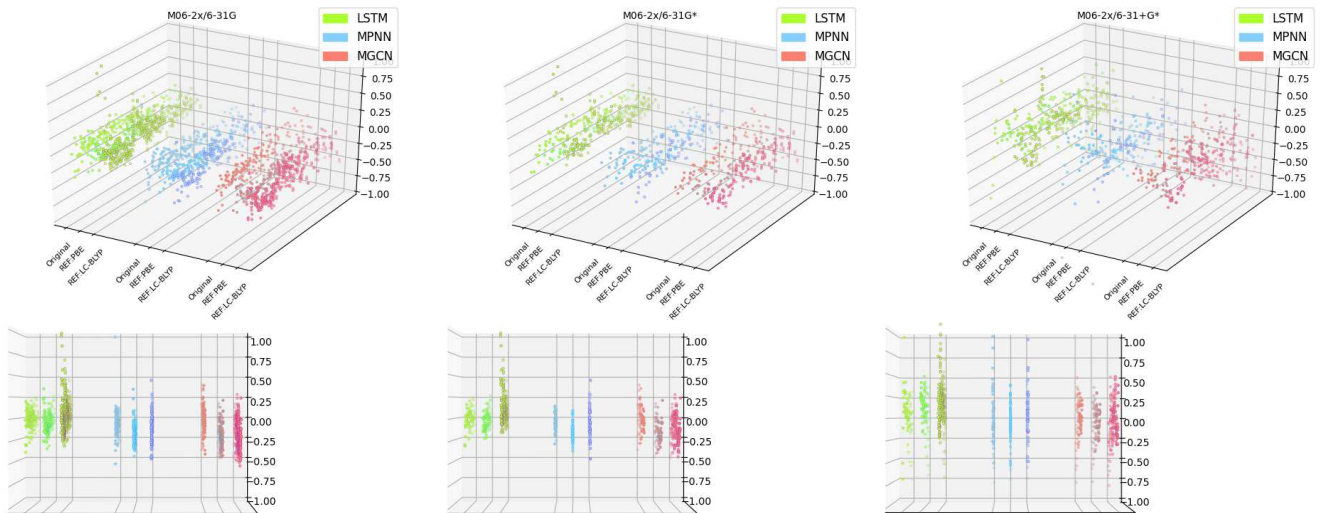 M06-2x/6-31G
LSTM
MPNN
MGCN
0.75
0.50
0.25
0.00
−0.25
−0.50
−0.75
−1.00
Original
REF:PBE
REF:LC-BLYP
Original
REF:PBE
REF:LC-BLYP
Original
REF:PBE
REF:LC-BLYP
M06-2x/6-31G*
LSTM
MPNN
MGCN
0.75
0.50
0.25
0.00
−0.25
−0.50
−0.75
−1.00
Original
REF:PBE
REF:LC-BLYP
Original
REF:PBE
REF:LC-BLYP
Original
REF:PBE
REF:LC-BLYP
M06-2x/6-31+G*
LSTM
MPNN
MGCN
0.75
0.50
0.25
0.00
−0.25
−0.50
−0.75
−1.00
Original
REF:PBE
REF:LC-BLYP
Original
REF:PBE
REF:LC-BLYP
Original
REF:PBE
REF:LC-BLYP
1.00
0.75
0.50
0.25
0.00
−0.25
−0.50
−0.75
−1.00
1.00
0.75
0.50
0.25
0.00
−0.25
−0.50
−0.75
−1.00
1.00
0.75
0.50
0.25
0.00
−0.25
−0.50
−0.75
−1.00